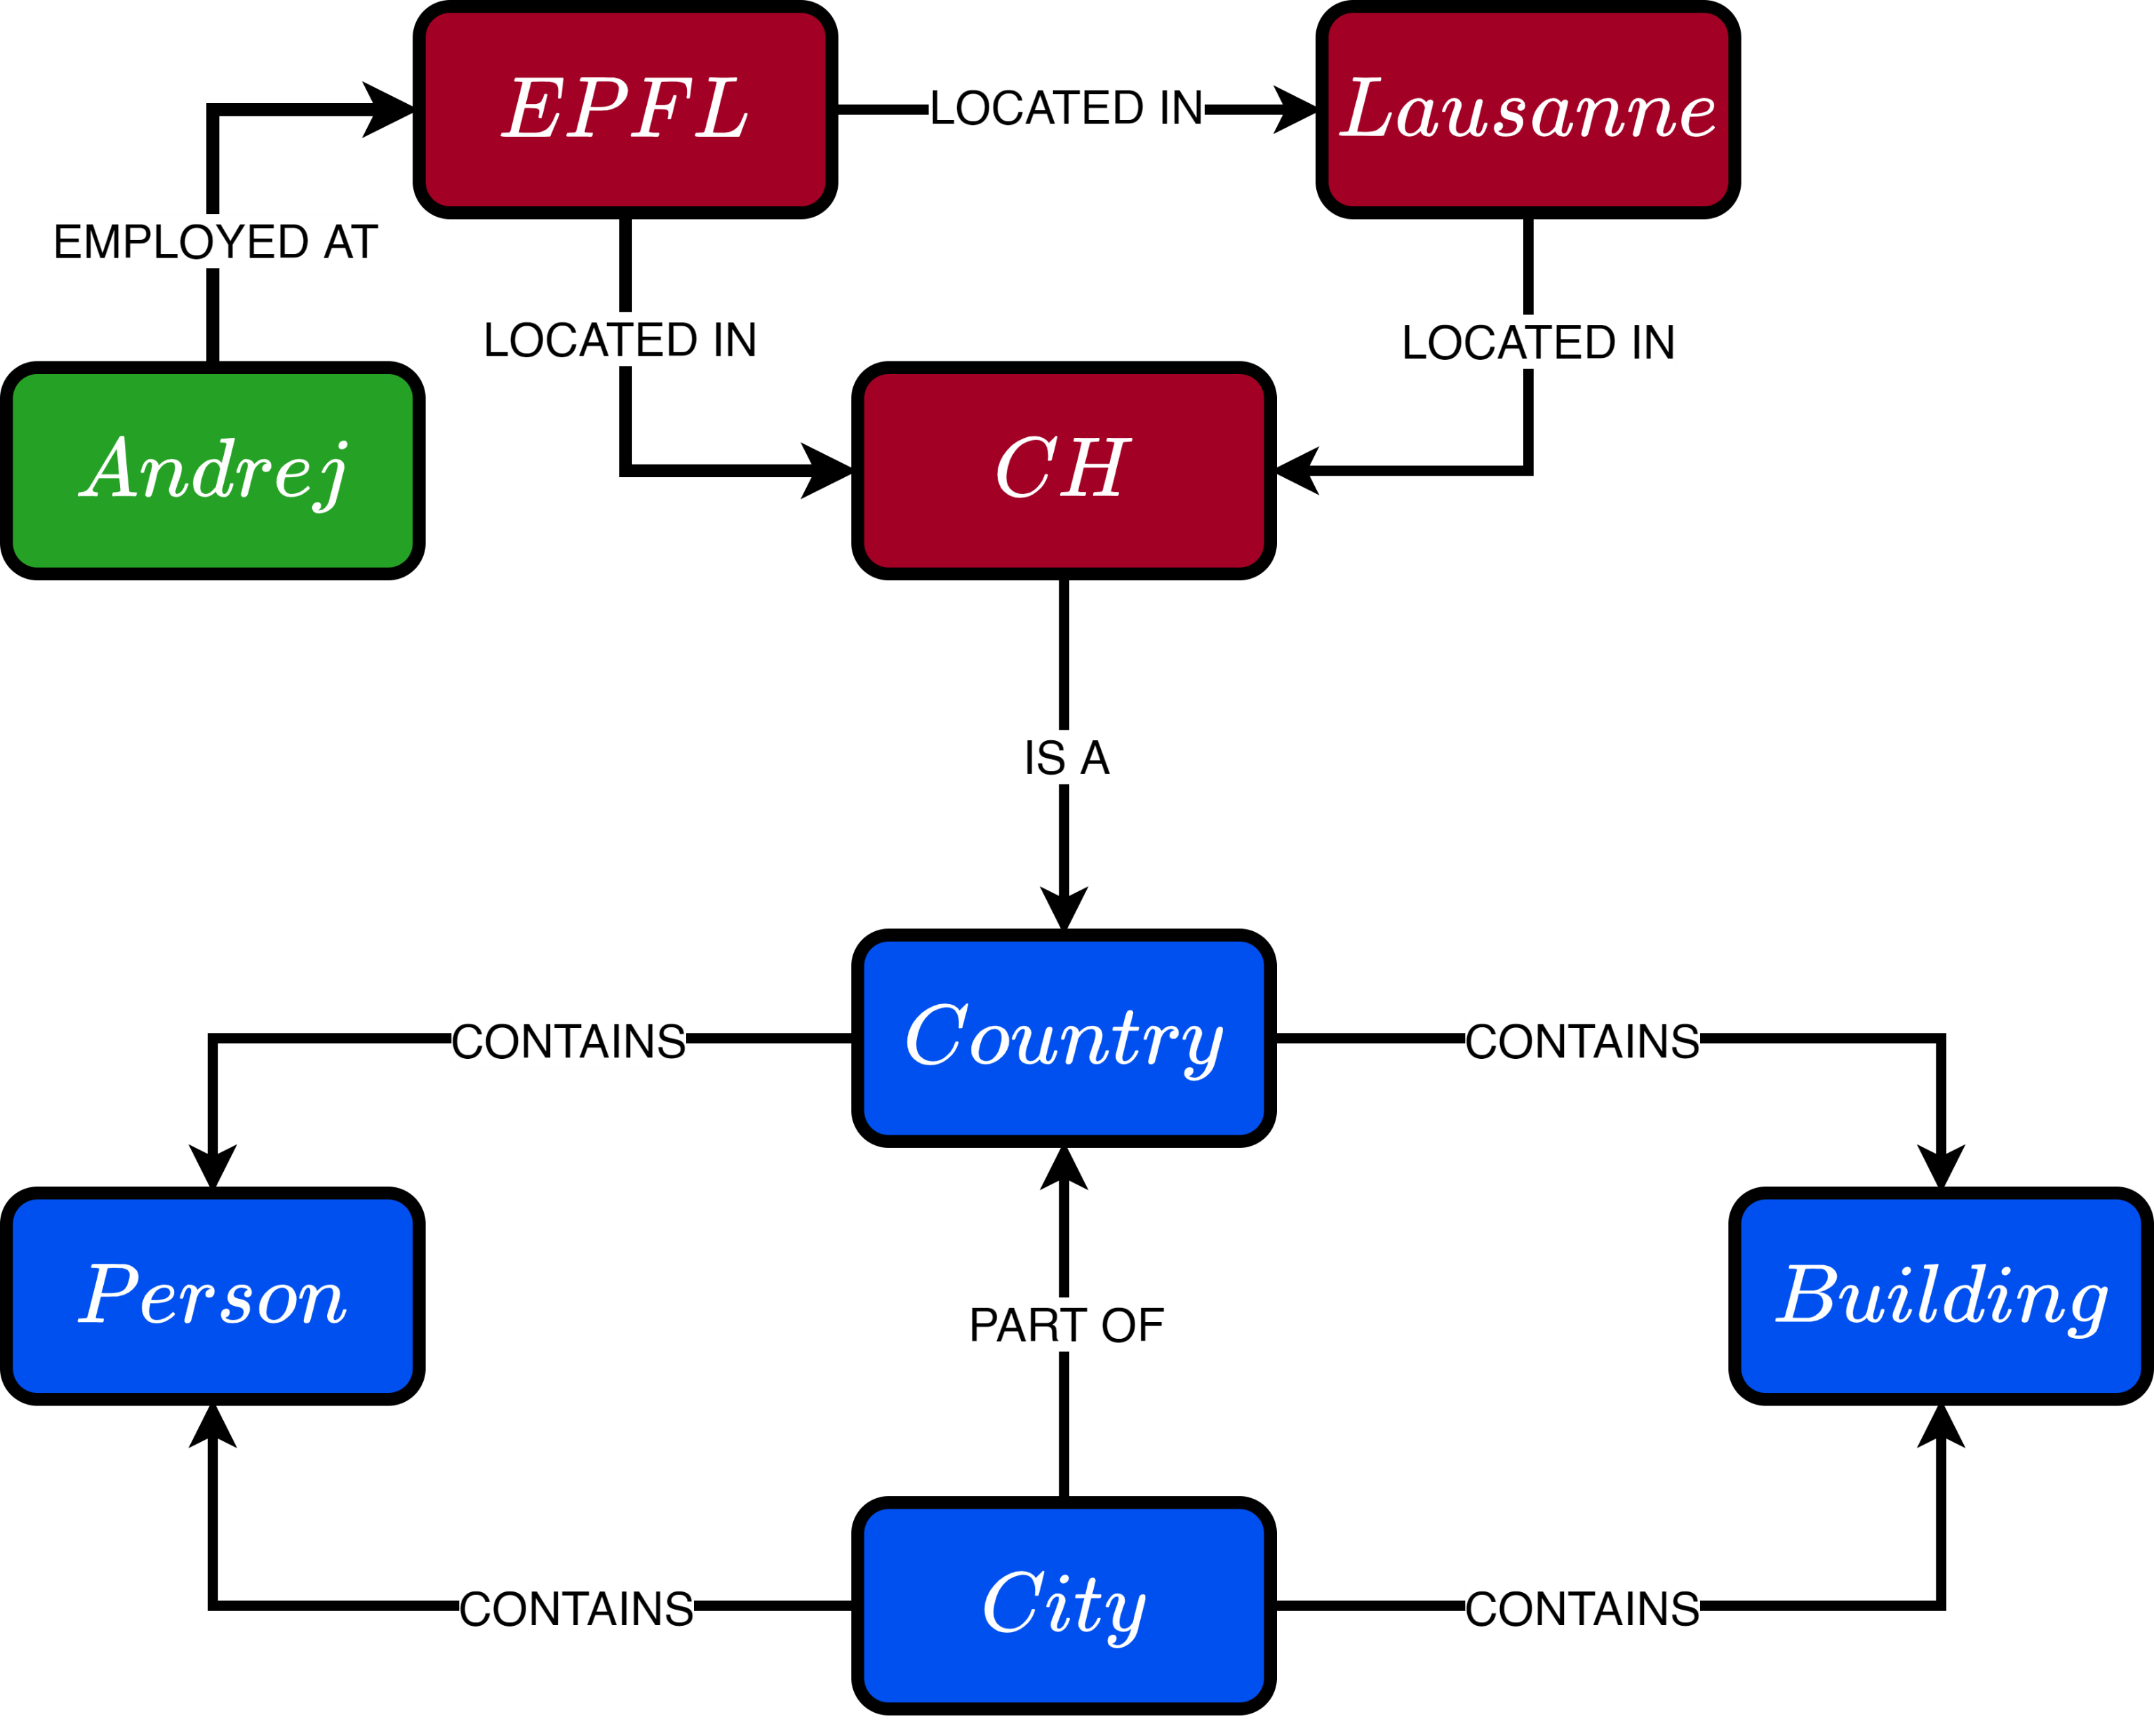 EPFL
LOCATED IN
Lausanne
EMPLOYED AT
LOCATED IN
LOCATED IN
Andrej
CH
IS A
Country
CONTAINS
CONTAINS
Person
PART OF
Building
City
CONTAINS
CONTAINS